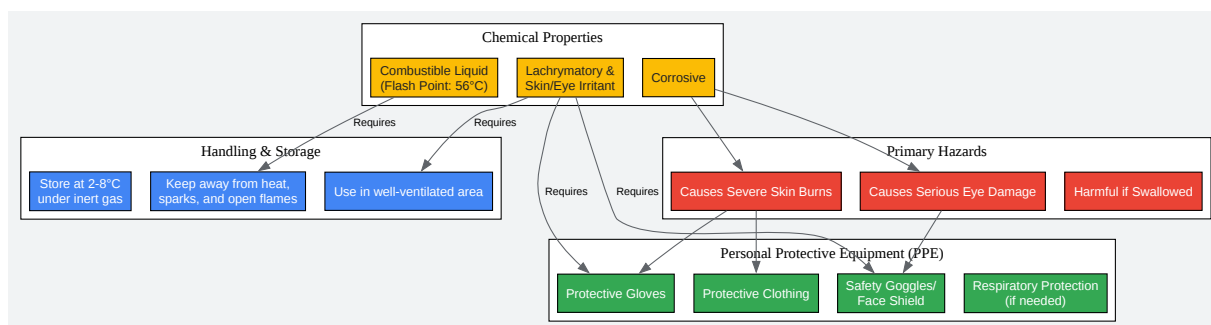 Chemical Properties
Combustible Liquid
(Flash Point: 56°C)
Lachrymatory &
Skin/Eye Irritant
Corrosive
Requires
Requires
Handling & Storage
Store at 2-8°C
under inert gas
Keep away from heat,
sparks, and open flames
Use in well-ventilated area
Requires
Requires
Primary Hazards
Causes Severe Skin Burns
Causes Serious Eye Damage
Harmful if Swallowed
Personal Protective Equipment (PPE)
Protective Gloves
Protective Clothing
Safety Goggles/
Face Shield
Respiratory Protection
(if needed)